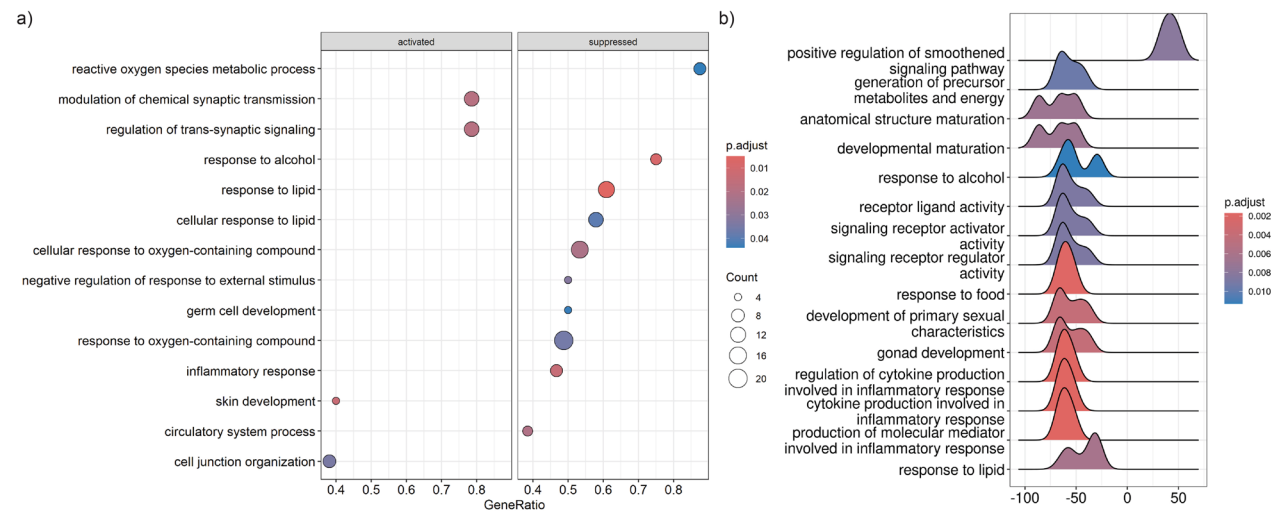 a)
activated
suppressed
reactive oxygen species metabolic process
modulation of chemical synaptic transmission
regulation of trans-synaptic signaling
response to alcohol
response to lipid
cellular response to lipid
cellular response to oxygen-containing compound
negative regulation of response to external stimulus
germ cell development
response to oxygen-containing compound
inflammatory response
skin development
circulatory system process
cell junction organization
0.4 0.5 0.6 0.7 0.8
0.4 0.5 0.6 0.7 0.8
GeneRatio
p.adjust
0.01
0.02
0.03
0.04
Count
4
8
12
16
20
b)
positive regulation of smoothened
signaling pathway
generation of precursor
metabolites and energy
anatomical structure maturation
developmental maturation
response to alcohol
receptor ligand activity
signaling receptor activator
activity
signaling receptor regulator
activity
response to food
development of primary sexual
characteristics
gonad development
regulation of cytokine production
involved in inflammatory response
cytokine production involved in
inflammatory response
production of molecular mediator
involved in inflammatory response
response to lipid
-100 -50 0 50
p.adjust
0.002
0.004
0.006
0.008
0.010